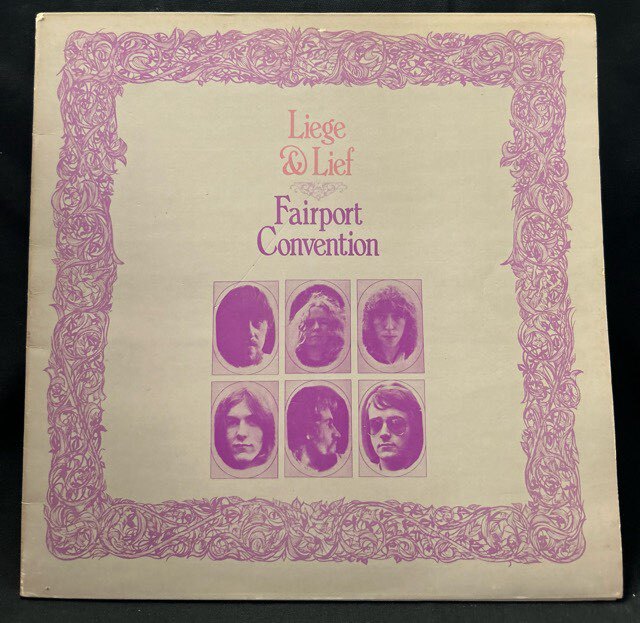 Liege
& Lief
Fairport
Convention